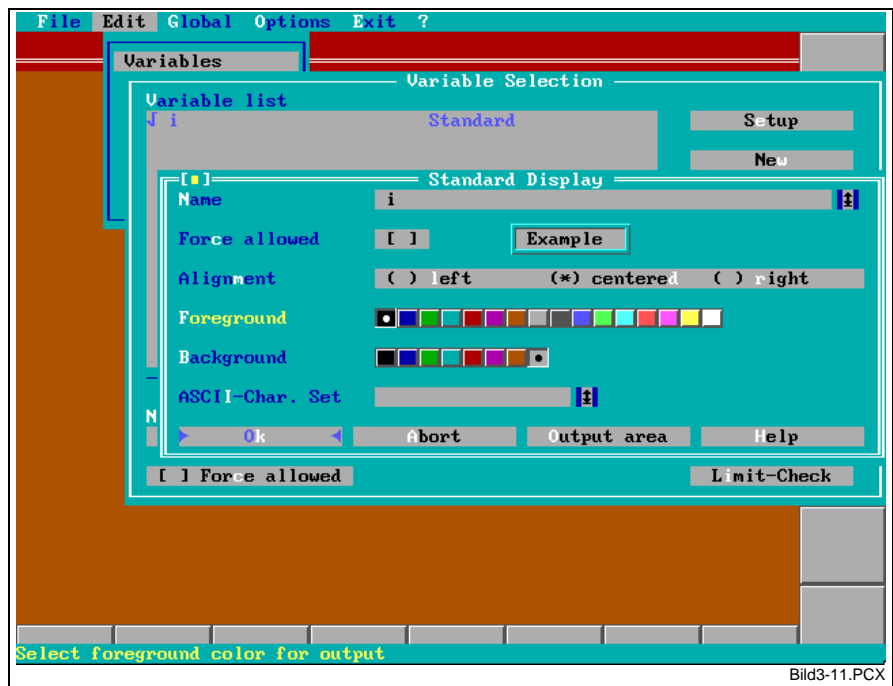 File Edit Global Options Exit ?
Variables
Variable Selection
Variable list
√ i Standard
Setup
New
[■] Standard Display
Name i
Force allowed [ ] Example
Alignment ( ) left (*) centered ( ) right
Foreground
Background
ASCII-Char. Set
N
Ok Abort Output area Help
[ ] Force allowed Limit-Check
Select foreground color for output
Bild3-11.PCX